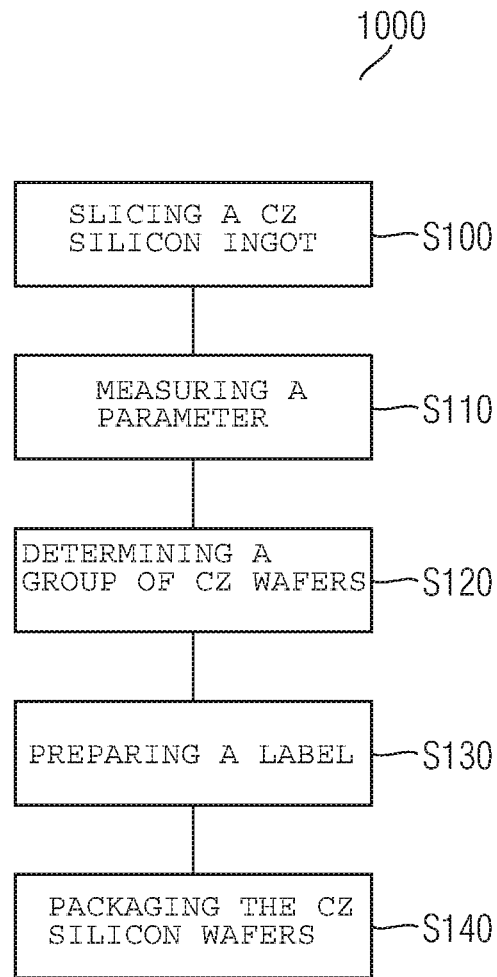 1000
SLICING A CZ
SILICON INGOT
S100
MEASURING A
PARAMETER
S110
DETERMINING A
GROUP OF CZ WAFERS
S120
PREPARING A LABEL
S130
PACKAGING THE CZ
SILICON WAFERS
S140